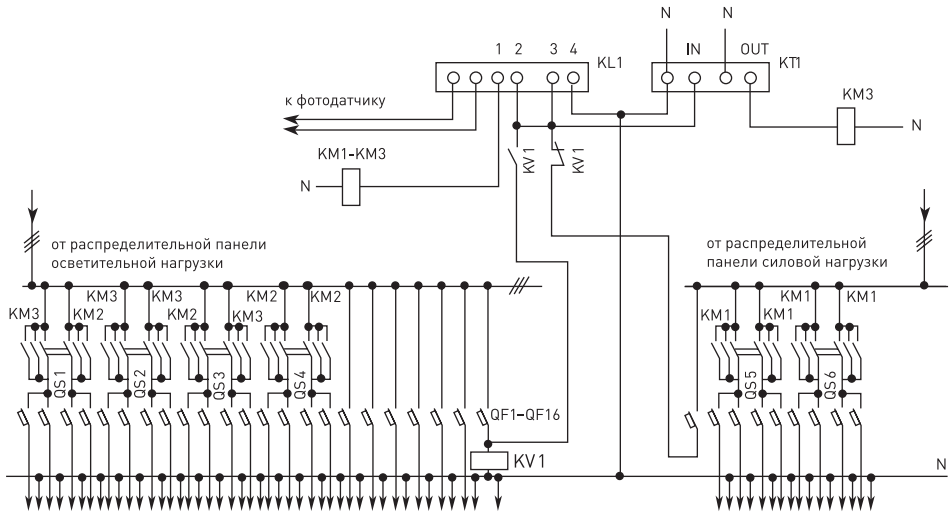 N N
1 2 3 4 KL1 IN OUT KT1
к фотодатчику
KM3
N
KM1-KM3
N
KV1 KV1
от распределительной панели
осветительной нагрузки
от распределительной
панели силовой нагрузки
KM3 KM3 KM2 KM2 KM1 KM1
KM3 KM2 KM2 KM3 KM1 KM1
QS1 QS2 QS3 QS4 QS5 QS6
QF1-QF16
KV1
N